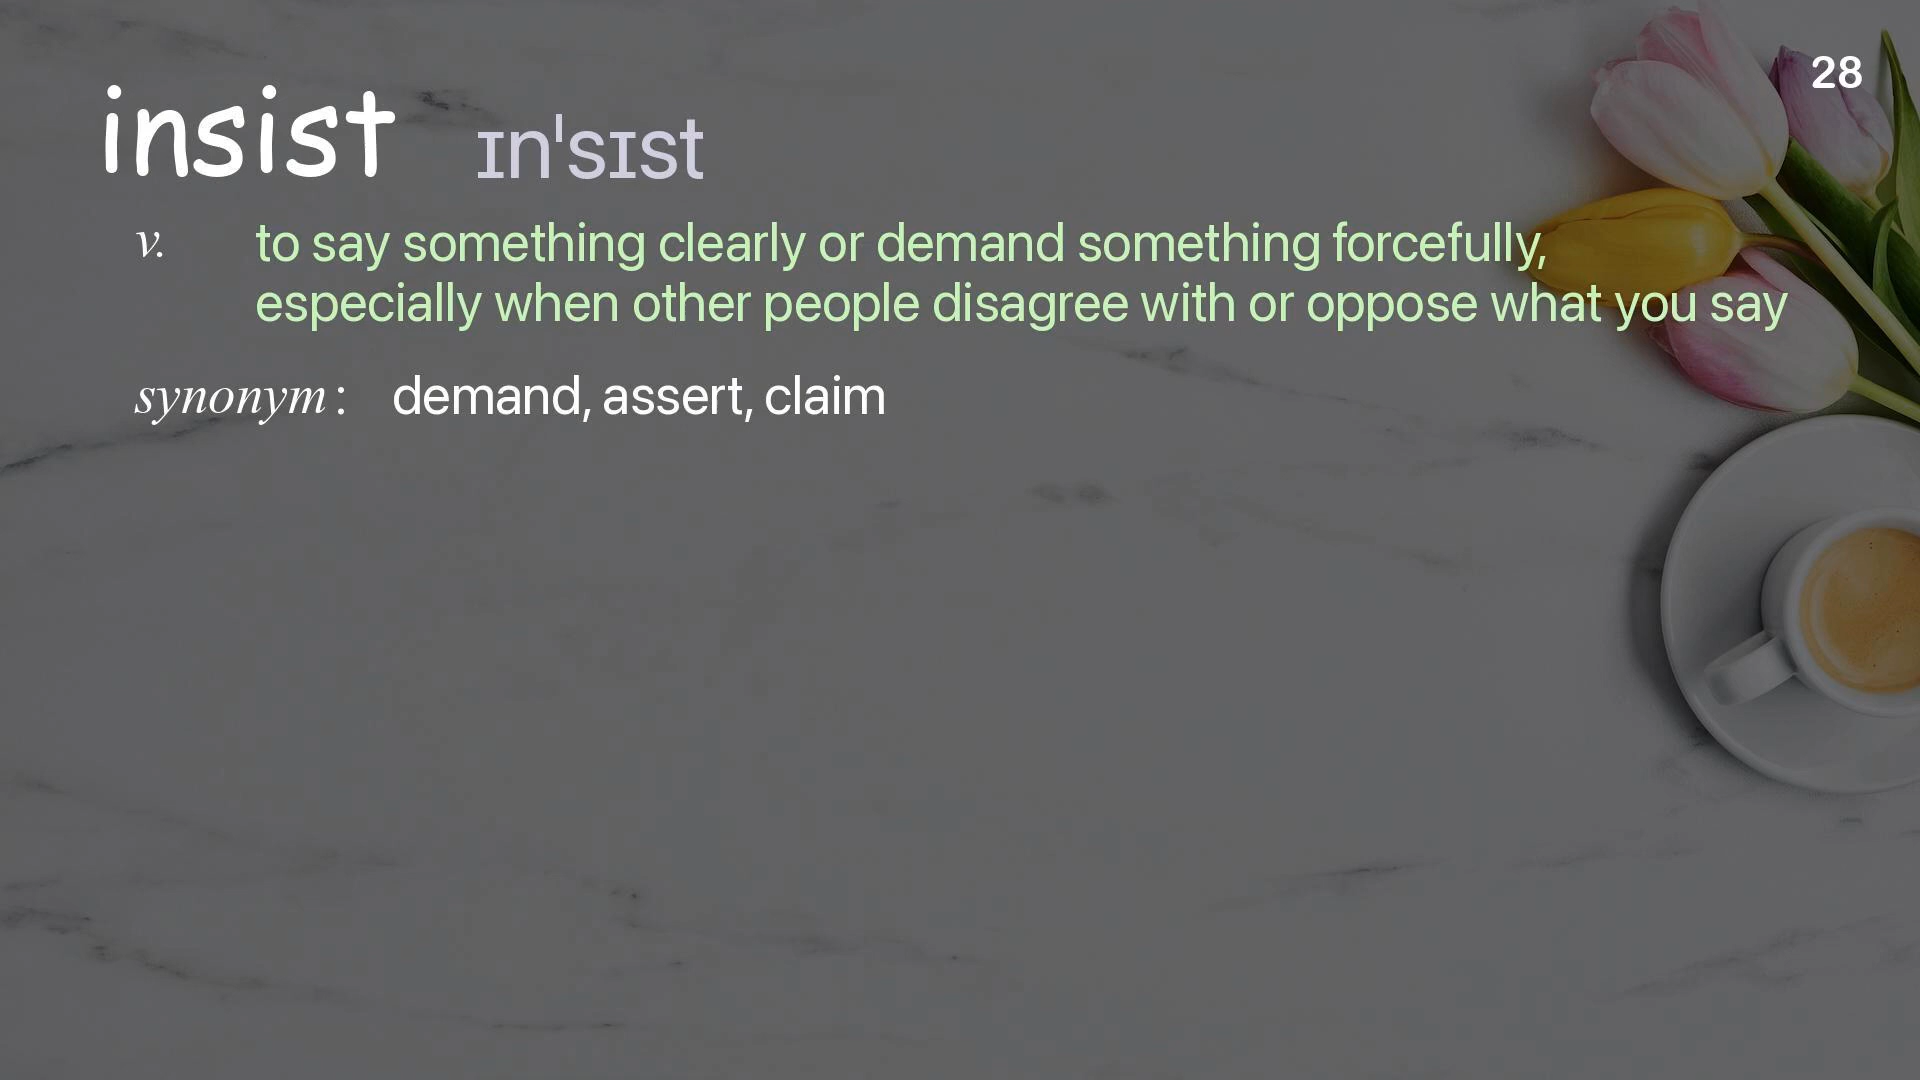 28
insist ɪnˈsɪst
v. to say something clearly or demand something forcefully,
especially when other people disagree with or oppose what you say
synonym : demand, assert, claim